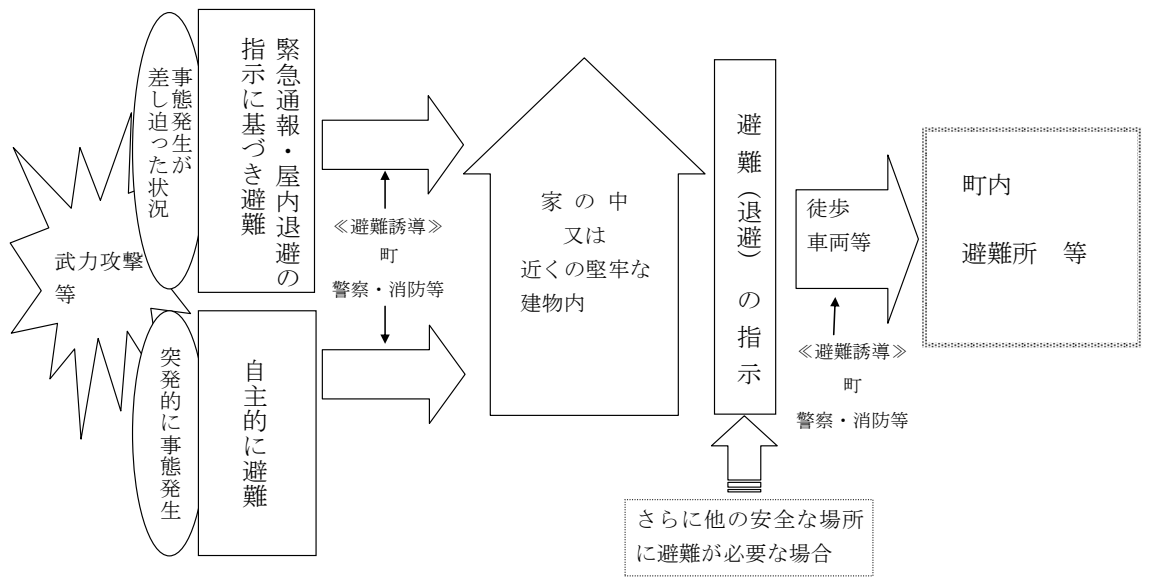 武力攻撃
等
事態発生が
差し迫った状況
緊急通報・屋内退避の
指示に基づき避難
突発的に事態発生
自主的に避難
≪避難誘導≫
町
警察・消防等
家の中
又は
近くの堅牢な
建物内
避難(退避)の指示
さらに他の安全な場所
に避難が必要な場合
徒歩
車両等
≪避難誘導≫
町
警察・消防等
町内
避難所　等